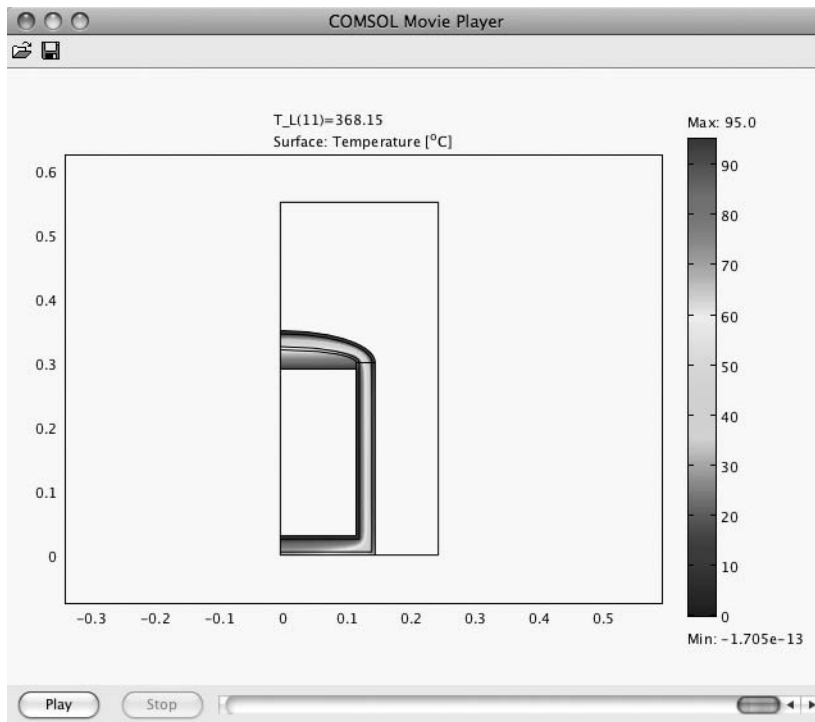 COMSOL Movie Player
T_L(11)=368.15
Surface: Temperature [°C]
Max: 95.0
0.6
0.5
0.4
0.3
0.2
0.1
0
-0.3 -0.2 -0.1 0 0.1 0.2 0.3 0.4 0.5
90
80
70
60
50
40
30
20
10
0
Min: -1.705e-13
Play Stop